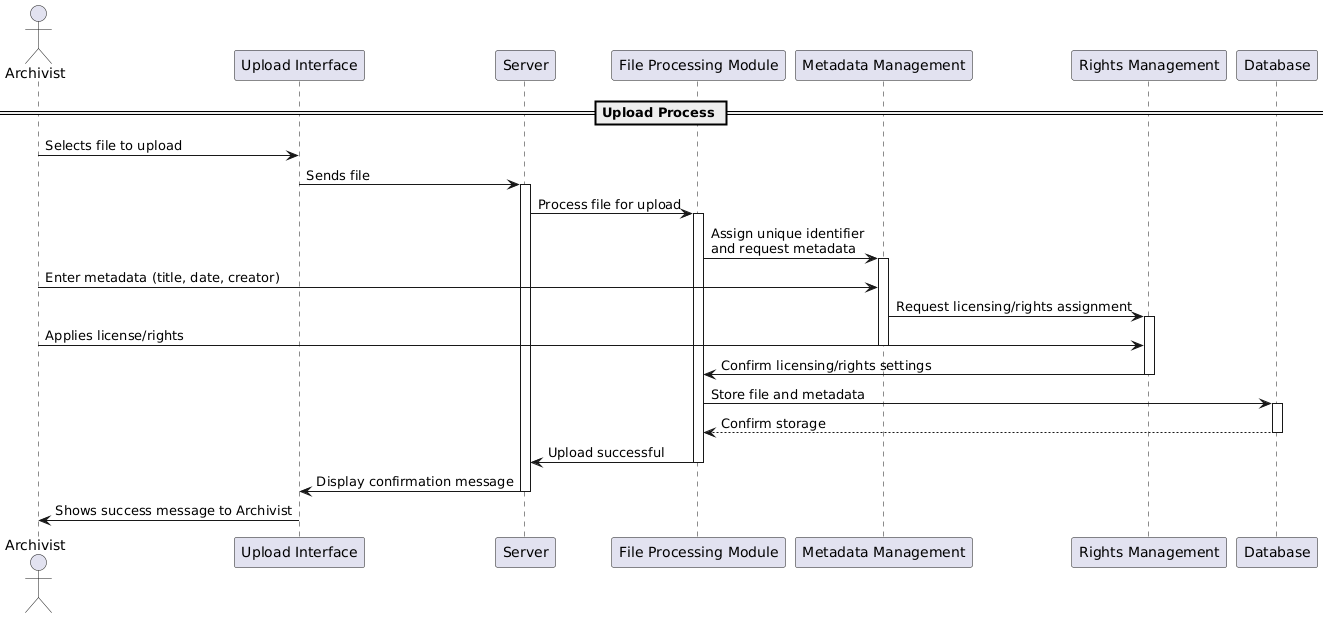 Archivist
Upload Interface
Server
File Processing Module
Metadata Management
Rights Management
Database
Upload Process
Selects file to upload
Sends file
Process file for upload
Assign unique identifier
and request metadata
Enter metadata (title, date, creator)
Request licensing/rights assignment
Applies license/rights
Confirm licensing/rights settings
Store file and metadata
Confirm storage
Upload successful
Display confirmation message
Shows success message to Archivist
Archivist
Upload Interface
Server
File Processing Module
Metadata Management
Rights Management
Database